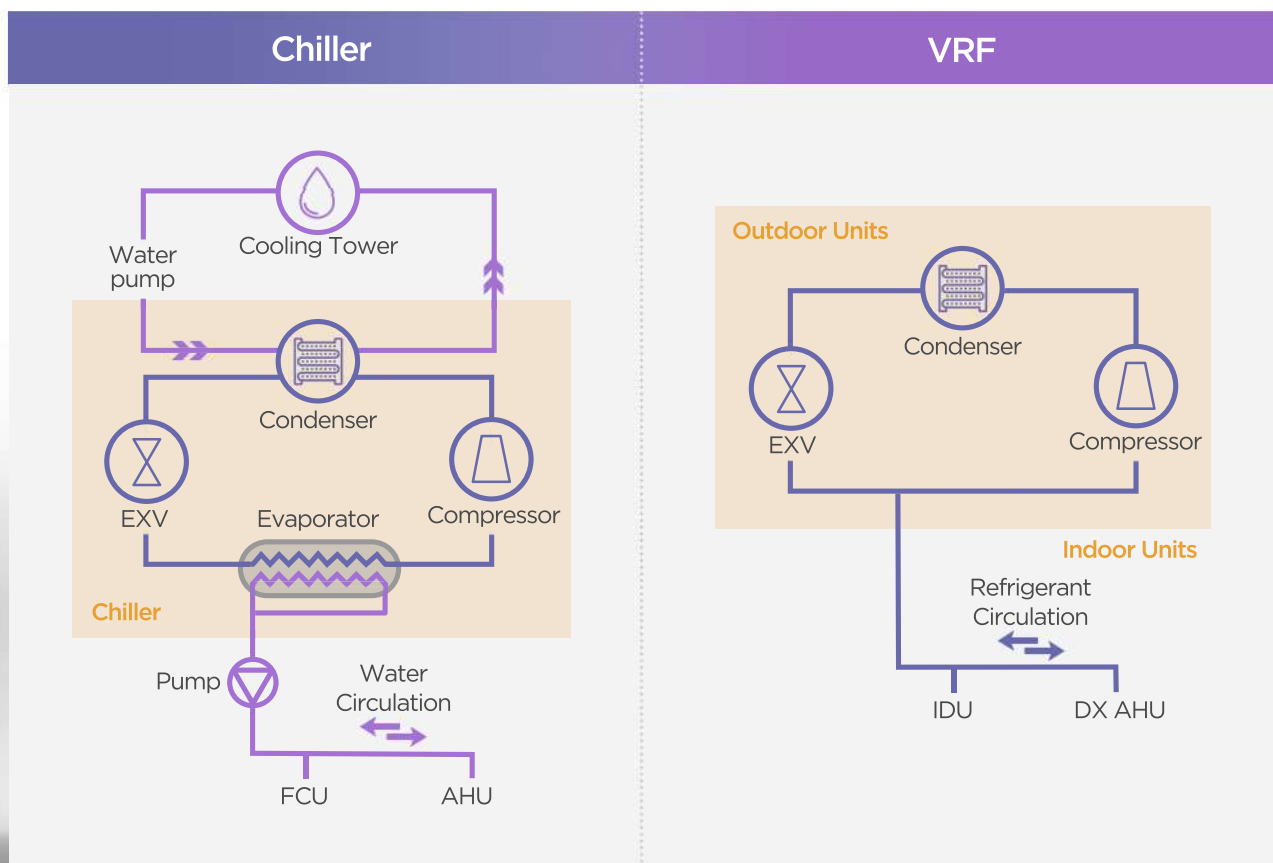 Chiller
VRF
Cooling Tower
Water
pump
Condenser
EXV
Evaporator
Compressor
Chiller
Pump
Water
Circulation
FCU
AHU
Outdoor Units
Condenser
EXV
Compressor
Indoor Units
Refrigerant
Circulation
IDU
DX AHU